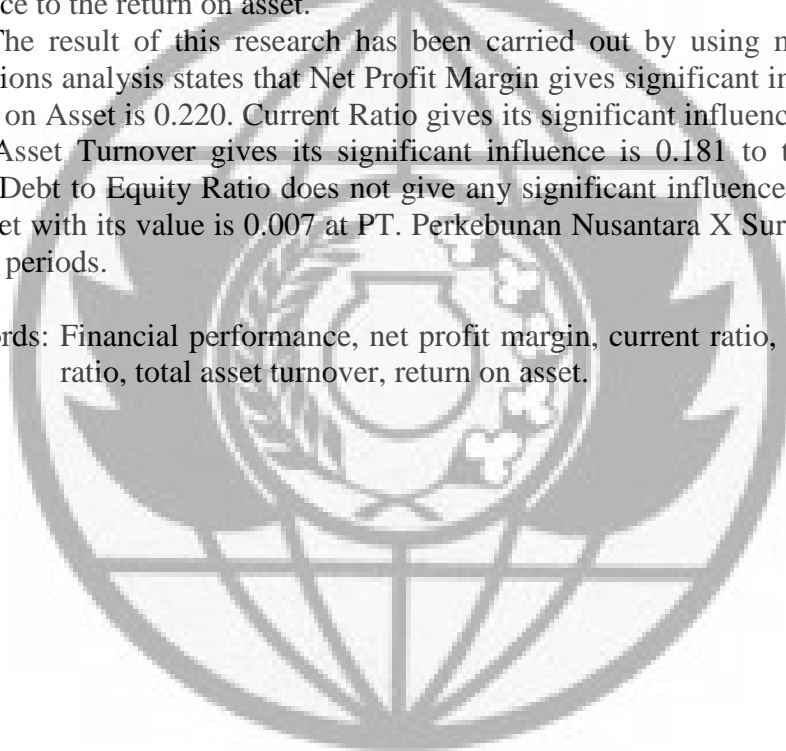 ce to the return on asset.
The result of this research has been carried out by using
ions analysis states that Net Profit Margin gives significant
on Asset is 0.220. Current Ratio gives its significant influenc
Asset Turnover gives its significant influence is 0.181 to
Debt to Equity Ratio does not give any significant influence
et with its value is 0.007 at PT. Perkebunan Nusantara X Sur
periods.
rds: Financial performance, net profit margin, current ratio,
ratio, total asset turnover, return on asset.